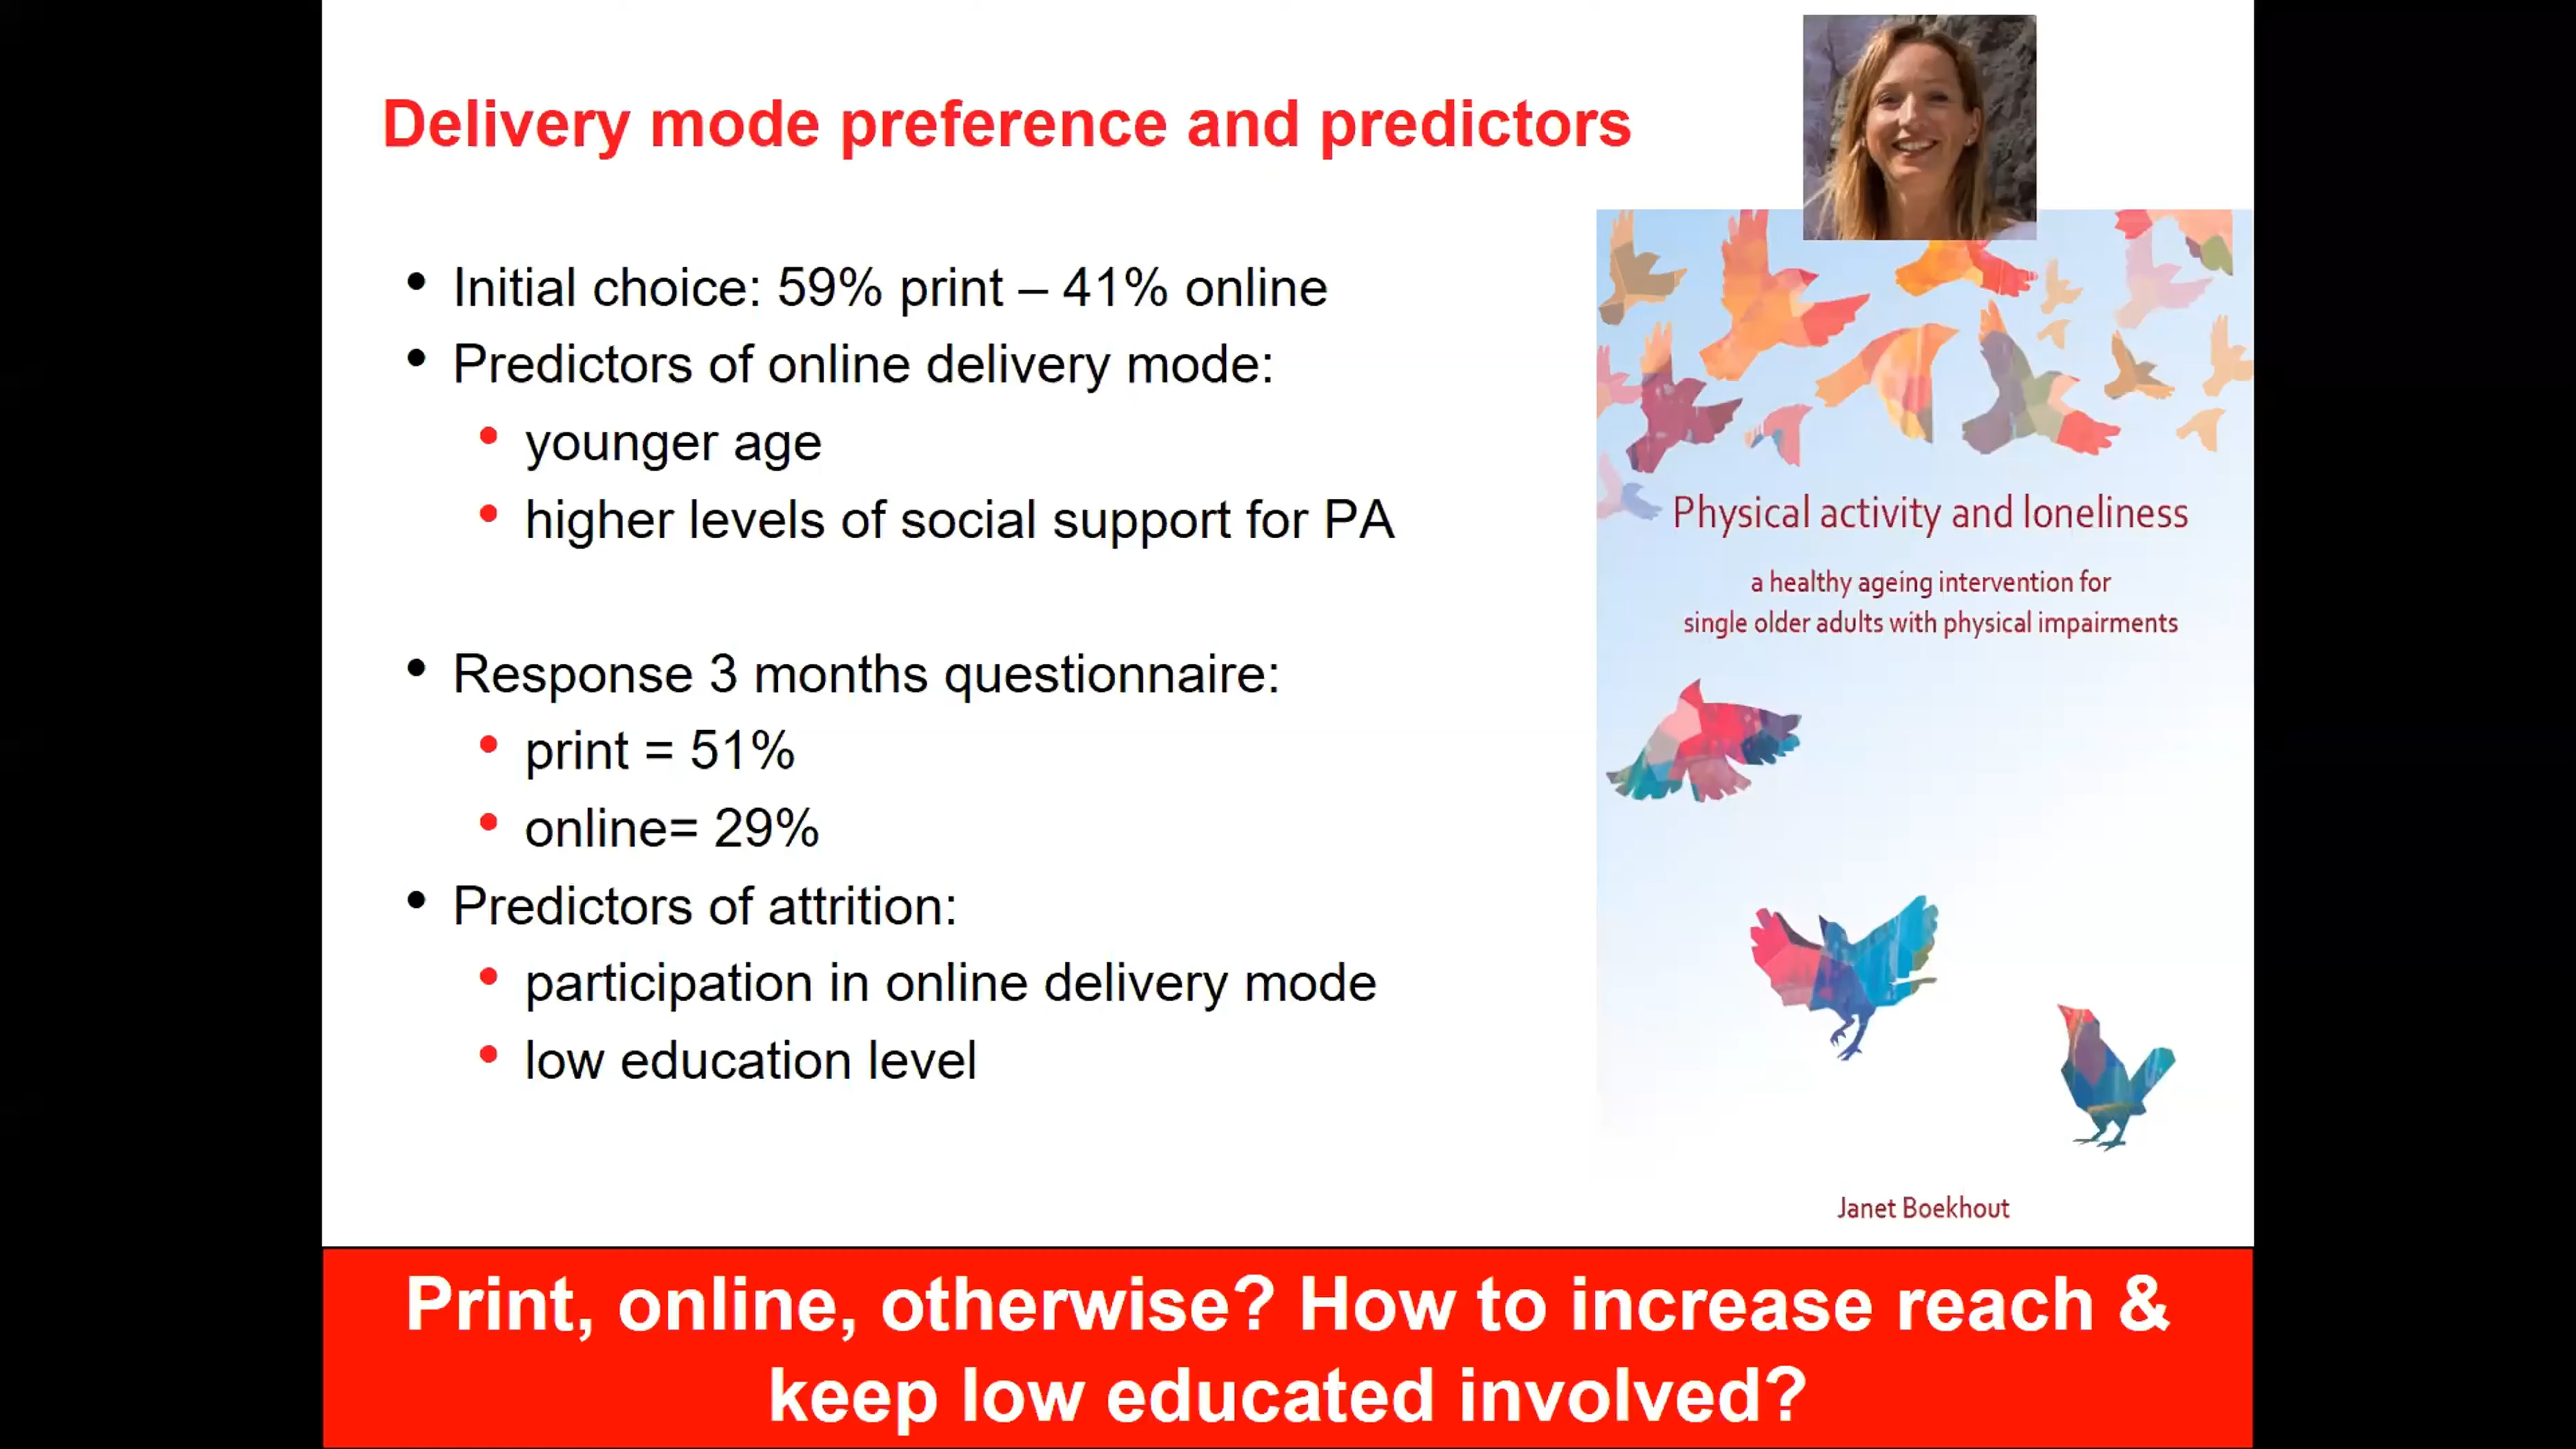 Delivery mode preference and predictors
• Initial choice: 59% print – 41% online
• Predictors of online delivery mode:
• younger age
• higher levels of social support for PA
• Response 3 months questionnaire:
• print = 51%
• online= 29%
• Predictors of attrition:
• participation in online delivery mode
• low education level
Physical activity and loneliness
a healthy ageing intervention for
single older adults with physical impairments
Janet Boekhout
Print, online, otherwise? How to increase reach &
keep low educated involved?